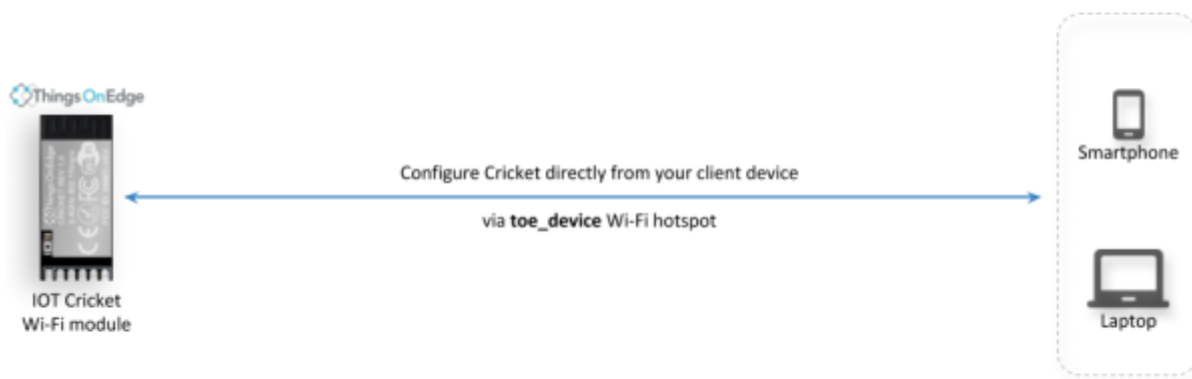 ThingsOnEdge
IOT Cricket
Wi-Fi module
Configure Cricket directly from your client device
via toe_device Wi-Fi hotspot
Smartphone
Laptop